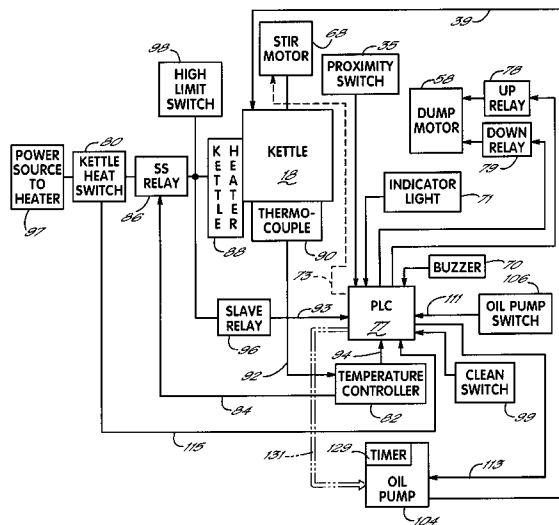 39
98
STIR
MOTOR
68
35
PROXIMITY
SWITCH
58
78
UP
RELAY
HIGH
LIMIT
SWITCH
DUMP
MOTOR
DOWN
RELAY
79
80
POWER
SOURCE
TO
HEATER
97
KETTLE
HEAT
SWITCH
SS
RELAY
86
KETTLE
HEATER
88
KETTLE
18
THERMO-
COUPLE
90
INDICATOR
LIGHT
71
73
BUZZER
70
106
SLAVE
RELAY
96
93
PLC
77
111
OIL PUMP
SWITCH
94
92
TEMPERATURE
CONTROLLER
82
CLEAN
SWITCH
99
84
115
131
129
TIMER
OIL
PUMP
104
113